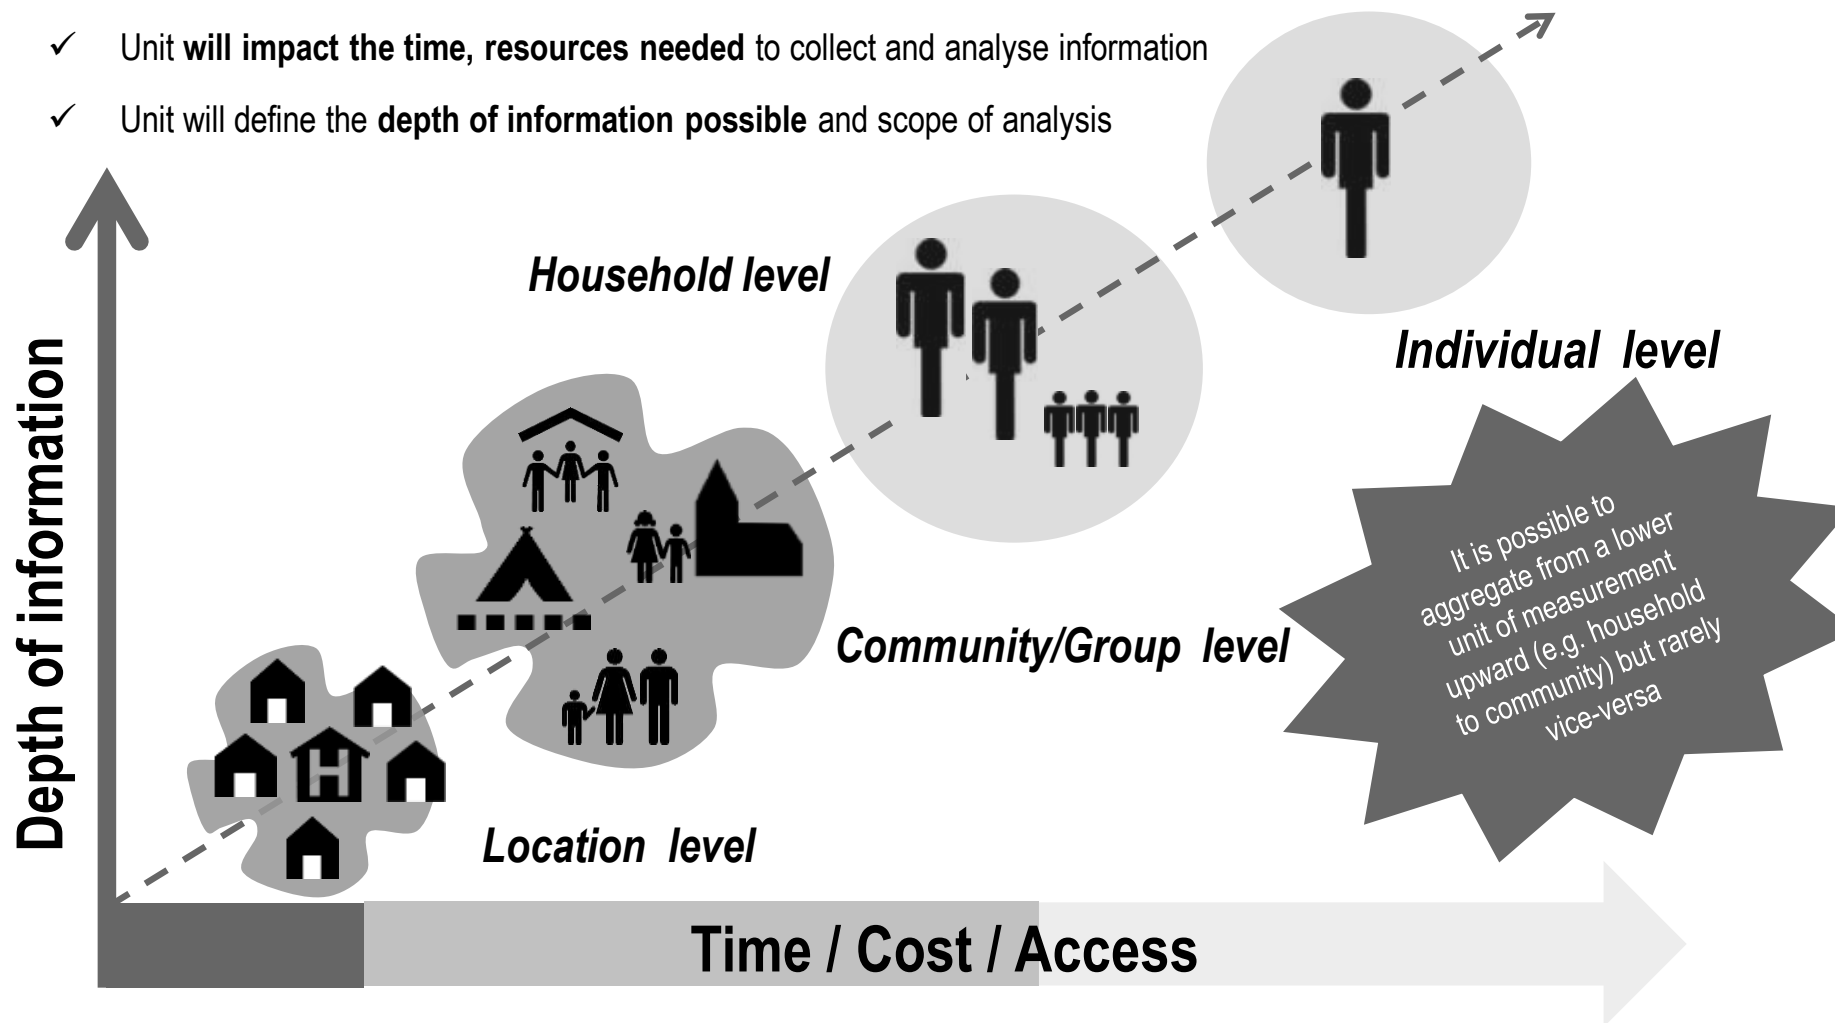 ✓ Unit will impact the time, resources needed to collect and analyse information
✓ Unit will define the depth of information possible and scope of analysis
Household level
Individual level
Depth of information
It is possible to
aggregate from a lower
unit of measurement
upward (e.g. household
to community) but rarely
vice-versa
Community/Group level
H
Location level
Time / Cost / Access